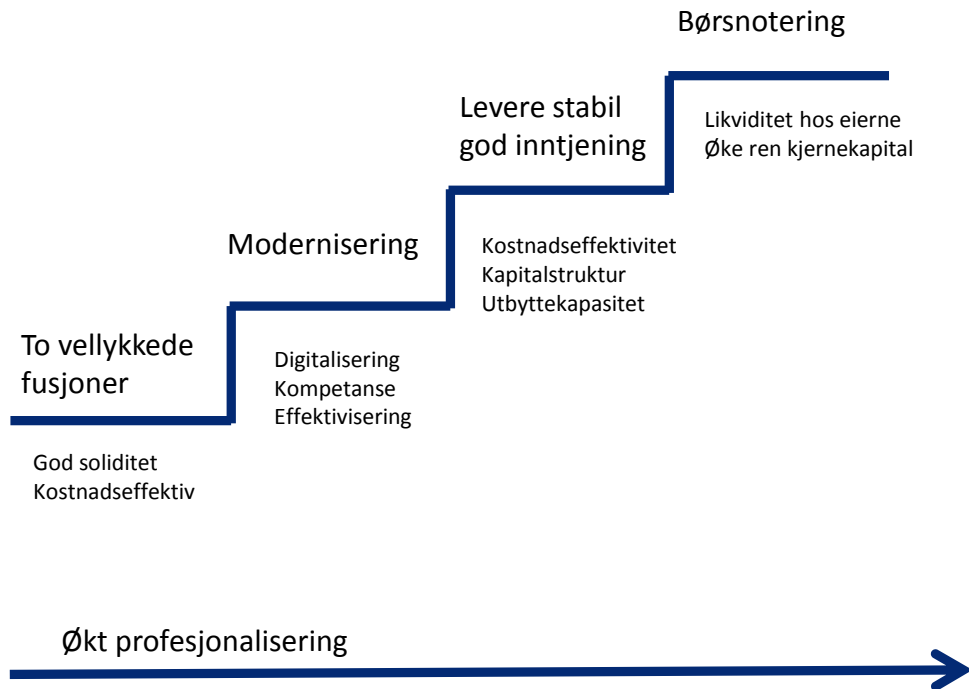 Børsnotering
Likviditet hos eierne
Øke ren kjernekapital
Levere stabil
god inntjening
Kostnadseffektivitet
Kapitalstruktur
Utbyttekapasitet
Modernisering
Digitalisering
Kompetanse
Effektivisering
To vellykkede
fusjoner
God soliditet
Kostnadseffektiv
Økt profesjonalisering